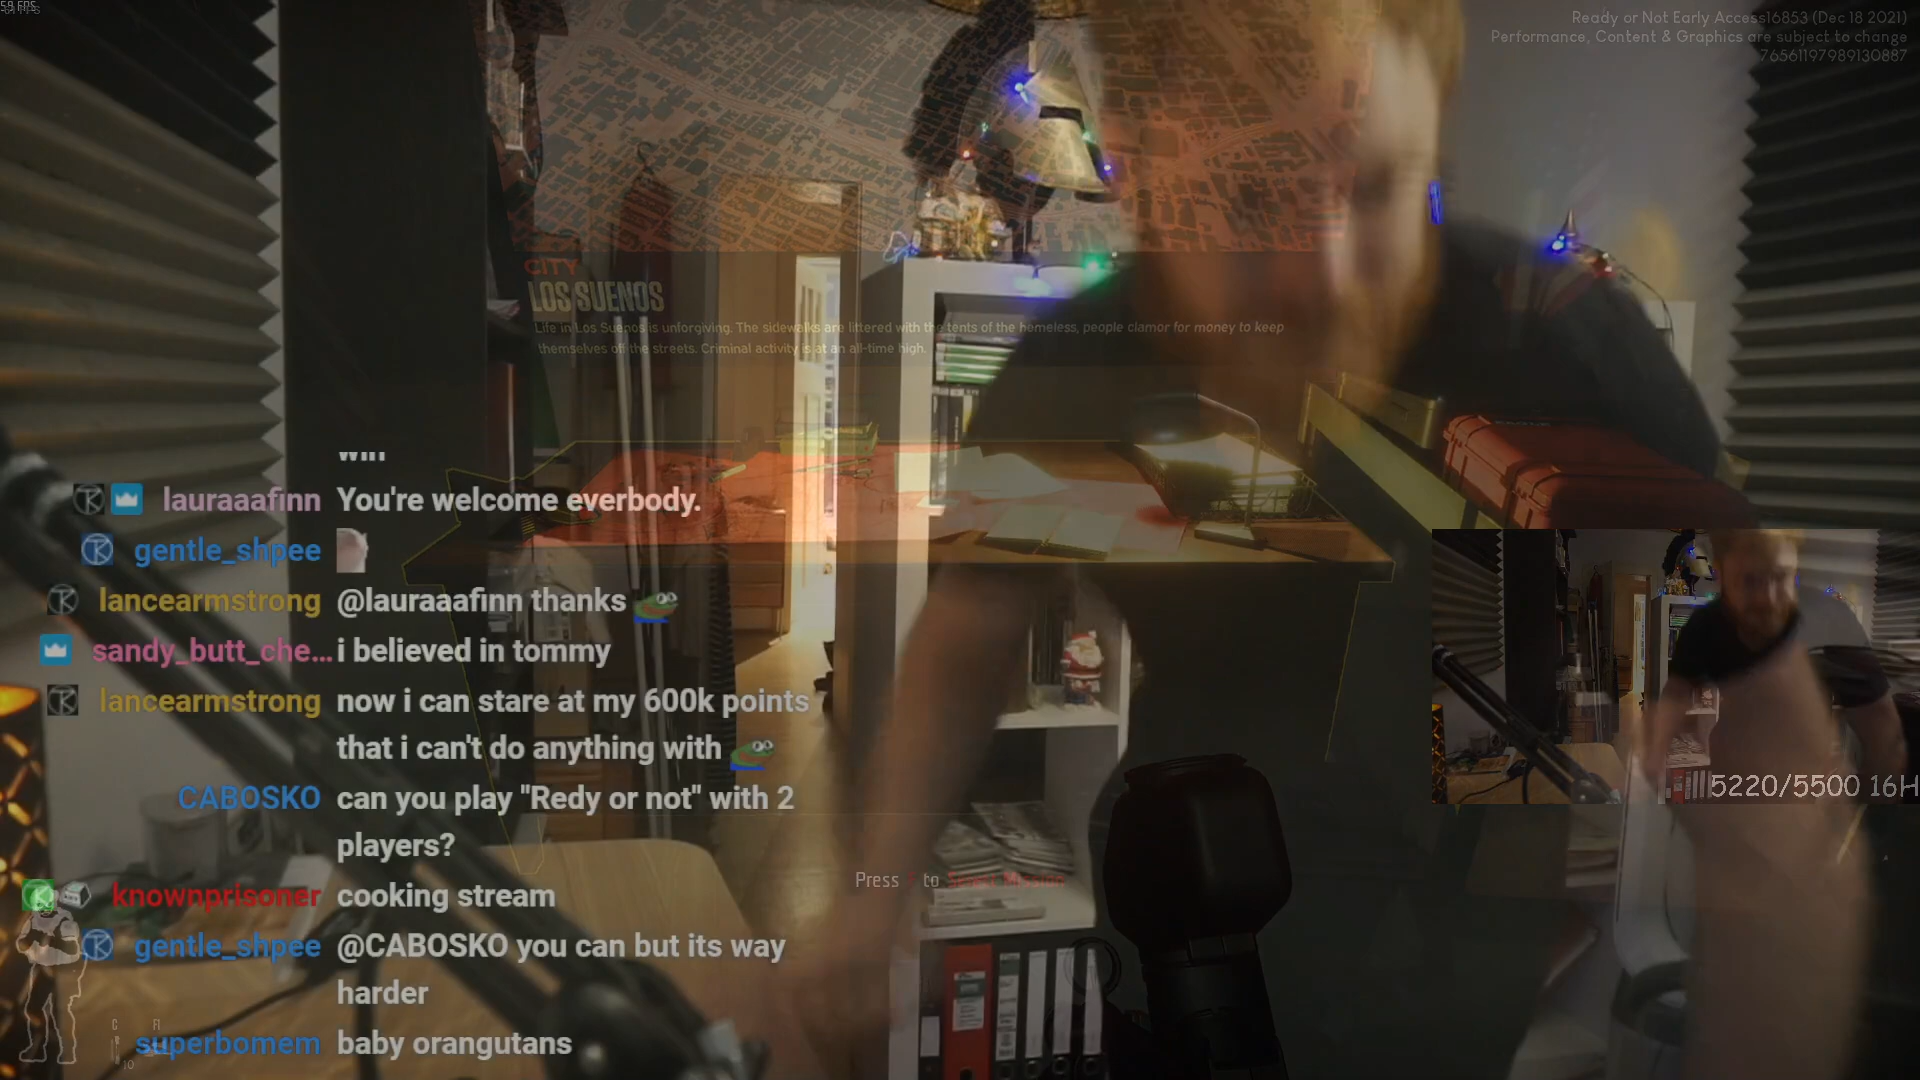 59 FPS
Ready or Not Early Access16853 (Dec 18 2021)
Performance, Content & Graphics are subject to change
76561197989130887
CITY
LOS SUENOS
Life in Los Suenos is unforgiving. The sidewalks are littered with the tents of the homeless, people clamor for money to keep
themselves off the streets. Criminal activity is at an all-time high.
lauraaafinn You're welcome everbody.
gentle_shpee
lancearmstrong @lauraaafinn thanks
sandy_butt_che... i believed in tommy
lancearmstrong now i can stare at my 600k points
that i can't do anything with
CABOSKO can you play "Redy or not" with 2
players?
knownprisoner cooking stream
gentle_shpee @CABOSKO you can but its way
harder
superbomem baby orangutans
Press F to Select Mission
5220/5500 16H